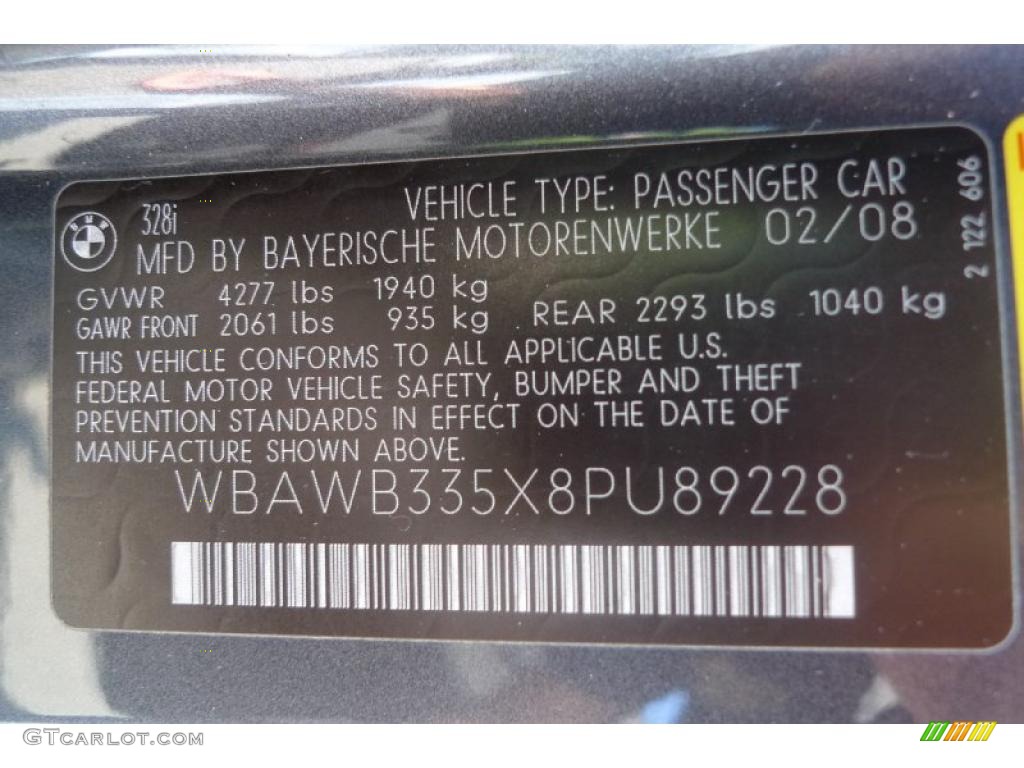 BMW
328i VEHICLE TYPE: PASSENGER CAR
MFD BY BAYERISCHE MOTORENWERKE 02/08
GVWR 4277 lbs 1940 kg
GAWR FRONT 2061 lbs 935 kg REAR 2293 lbs 1040 kg
THIS VEHICLE CONFORMS TO ALL APPLICABLE U.S.
FEDERAL MOTOR VEHICLE SAFETY, BUMPER AND THEFT
PREVENTION STANDARDS IN EFFECT ON THE DATE OF
MANUFACTURE SHOWN ABOVE.
WBAWB335X8PU89228
2 122 606
GTCarLot.com